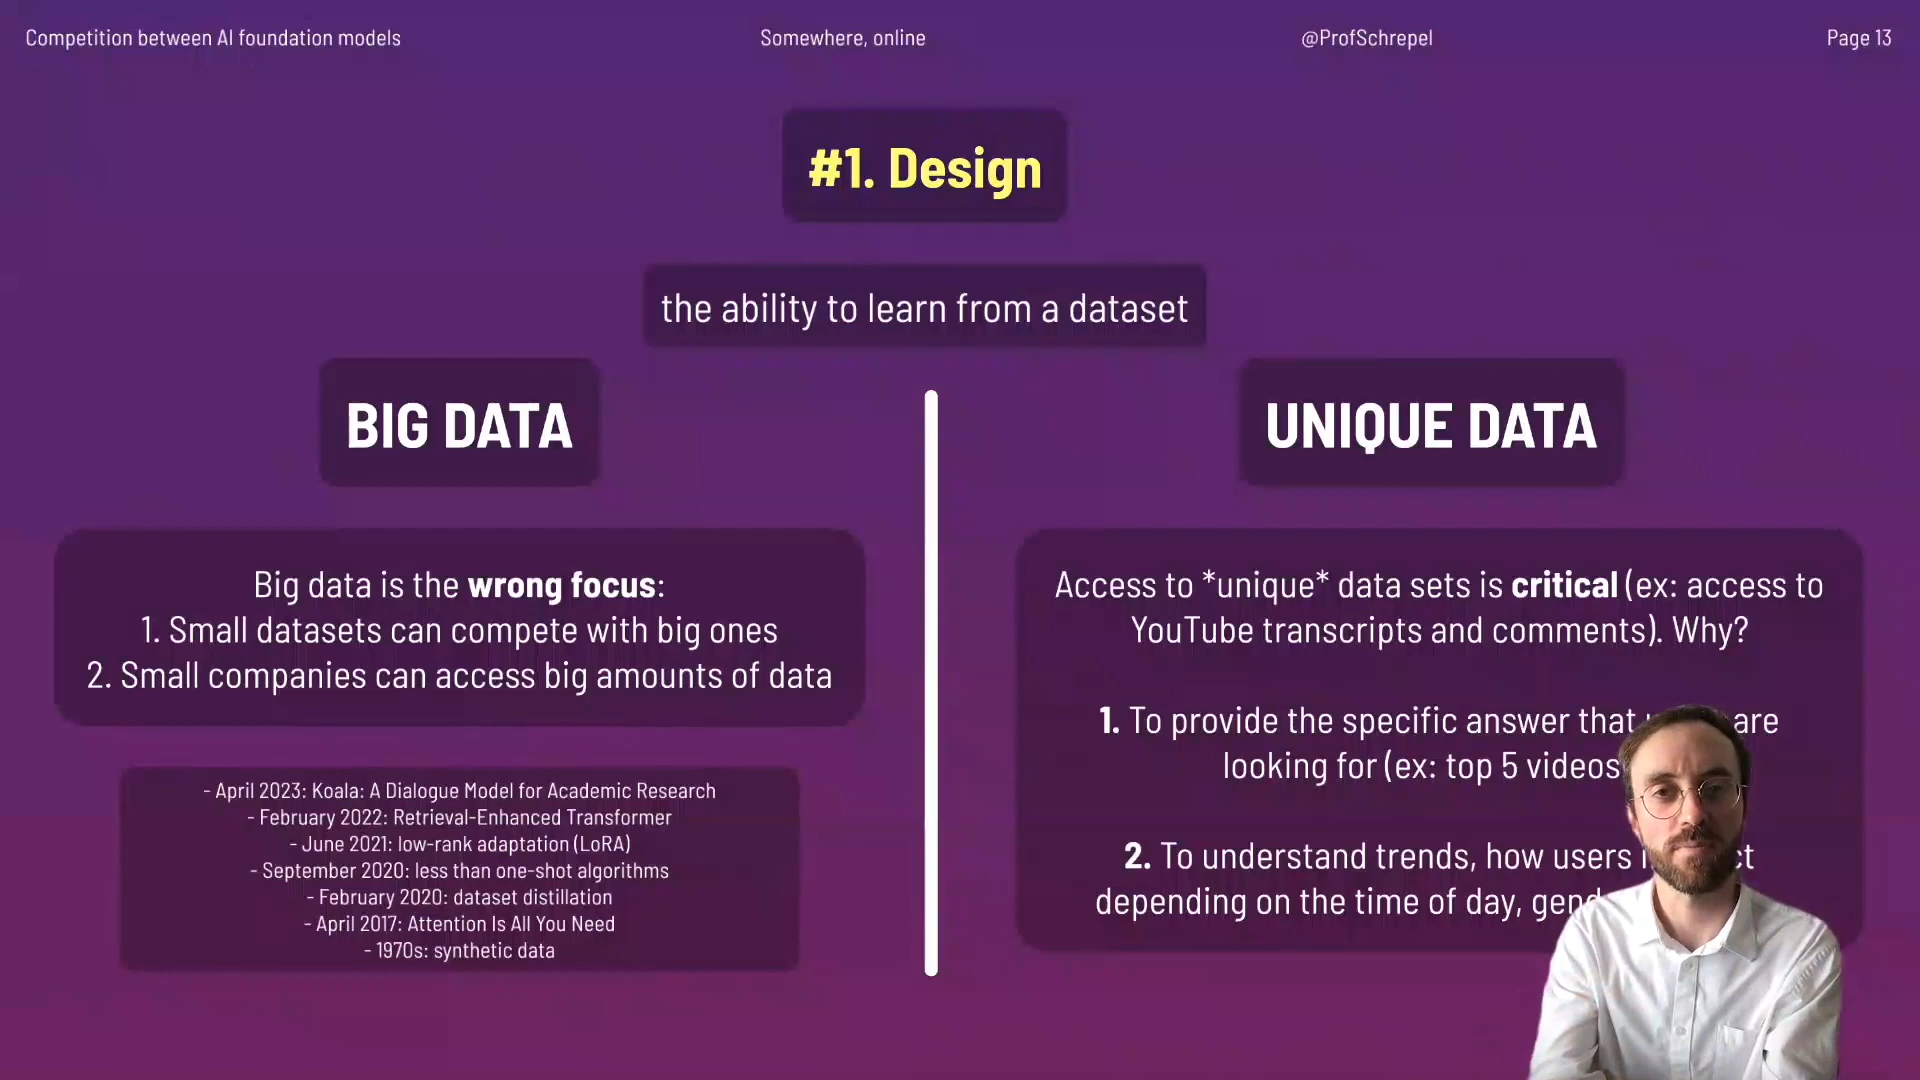 Competition between AI foundation models
Somewhere, online
@ProfSchrepel
Page 13
#1. Design
the ability to learn from a dataset
BIG DATA
Big data is the wrong focus:
1. Small datasets can compete with big ones
2. Small companies can access big amounts of data
- April 2023: Koala: A Dialogue Model for Academic Research
- February 2022: Retrieval-Enhanced Transformer
- June 2021: low-rank adaptation (LoRA)
- September 2020: less than one-shot algorithms
- February 2020: dataset distillation
- April 2017: Attention Is All You Need
- 1970s: synthetic data
UNIQUE DATA
Access to *unique* data sets is critical (ex: access to
YouTube transcripts and comments). Why?
1. To provide the specific answer that are
looking for (ex: top 5 videos
2. To understand trends, how users
depending on the time of day,